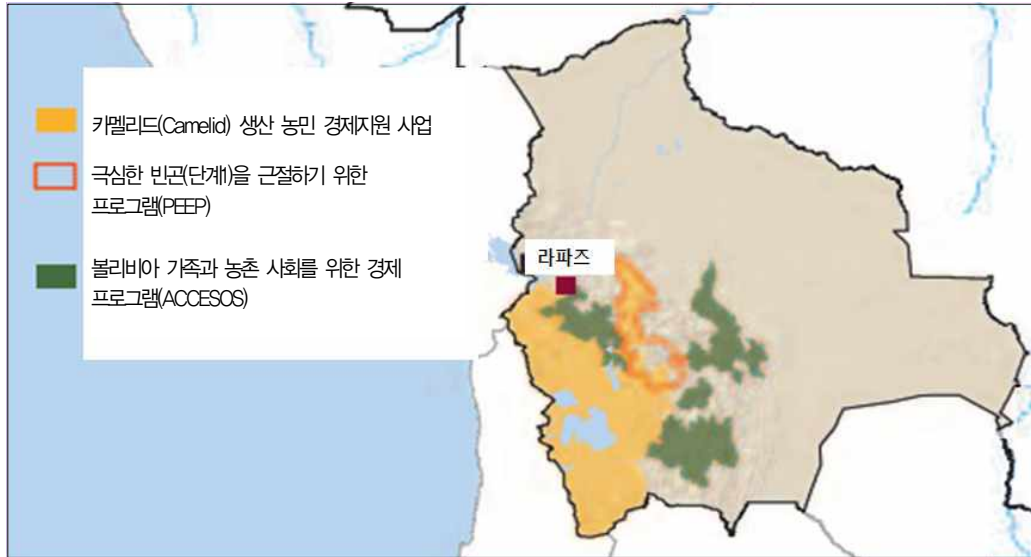 카멜리드(Camelid) 생산 농민 경제지원 사업
극심한 빈곤(단계)을 근절하기 위한
프로그램(PEEP)
라파즈
볼리비아 가족과 농촌 사회를 위한 경제
프로그램(ACCESOS)